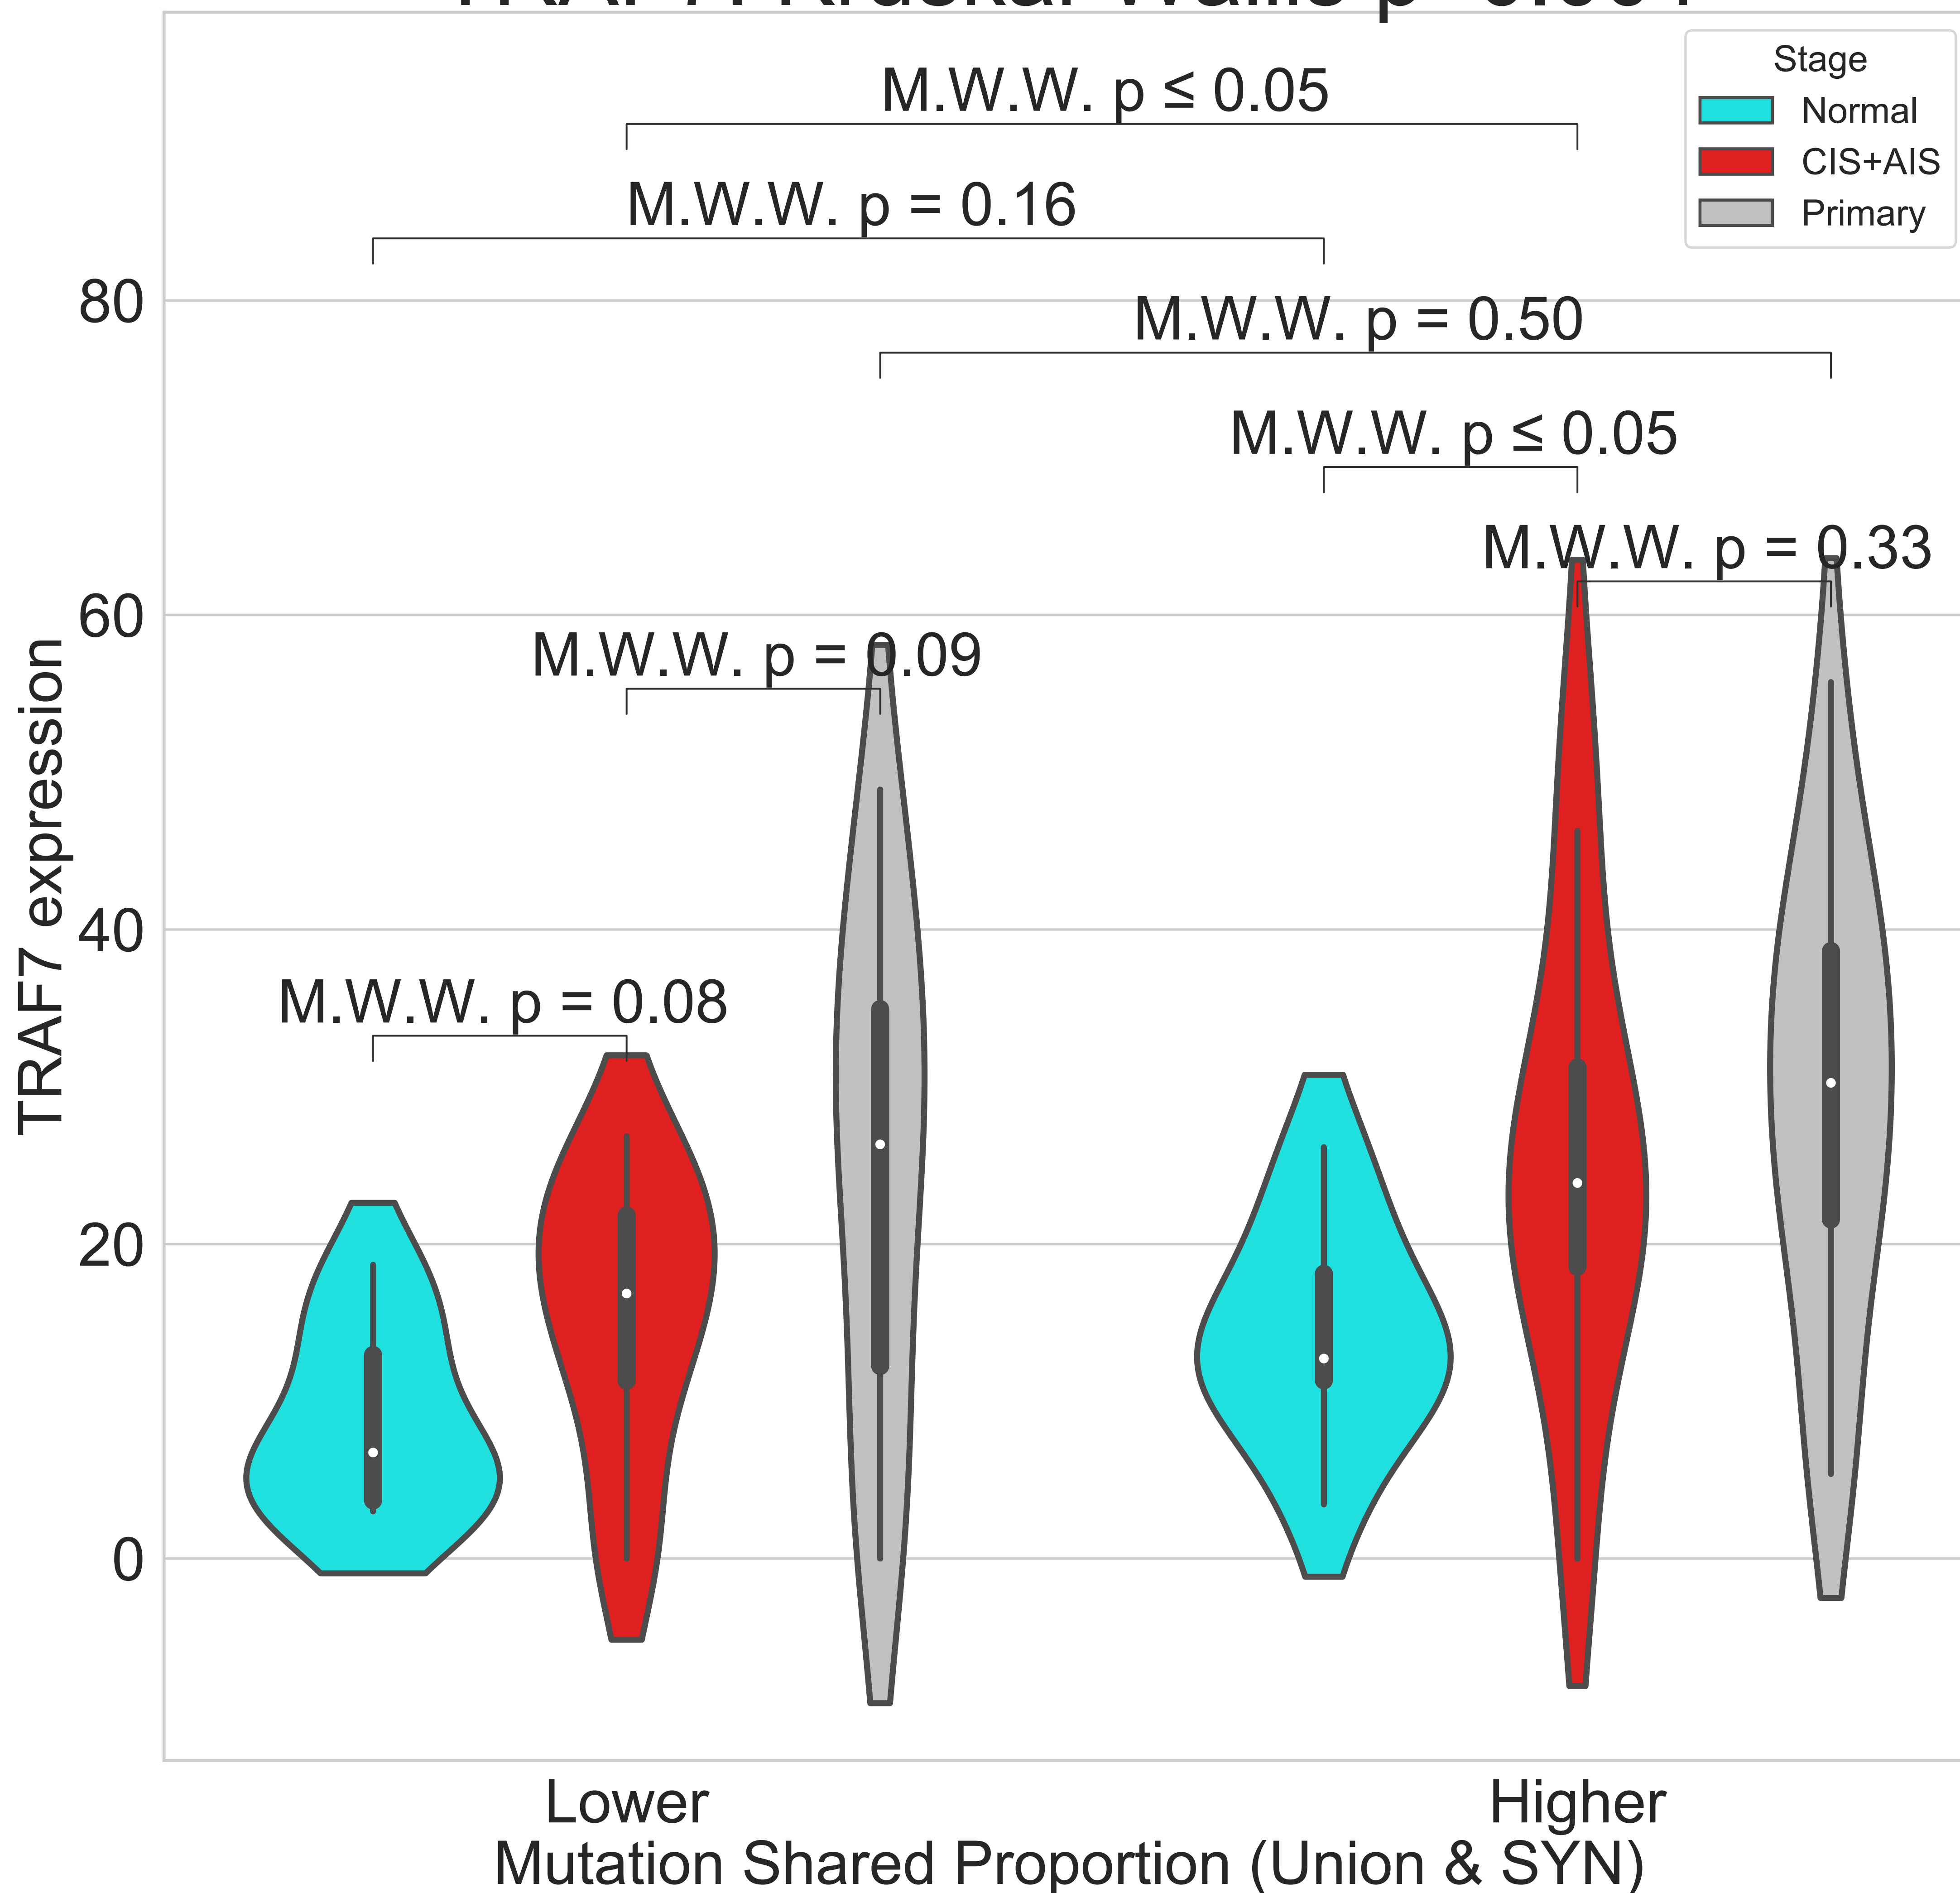 M.W.W. p ≤ 0.05
M.W.W. p = 0.16
M.W.W. p = 0.50
M.W.W. p ≤ 0.05
M.W.W. p = 0.33
M.W.W. p = 0.09
M.W.W. p = 0.08
Stage
Normal
CIS+AIS
Primary
80
60
40
20
0
TRAF7 expression
Lower
Higher
Mutation Shared Proportion (Union & SYN)